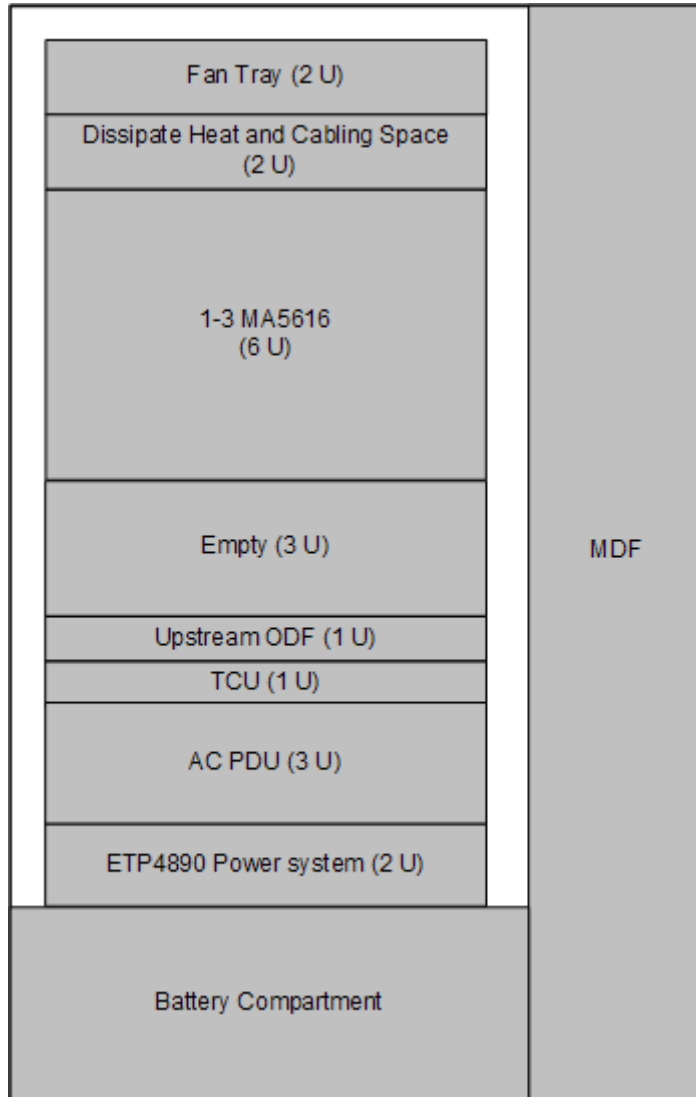 Fan Tray (2 U)
Dissipate Heat and Cabling Space
(2 U)
1-3 MA5616
(6 U)
Empty (3 U)
Upstream ODF (1 U)
TCU (1 U)
AC PDU (3 U)
ETP4890 Power system (2 U)
Battery Compartment
MDF